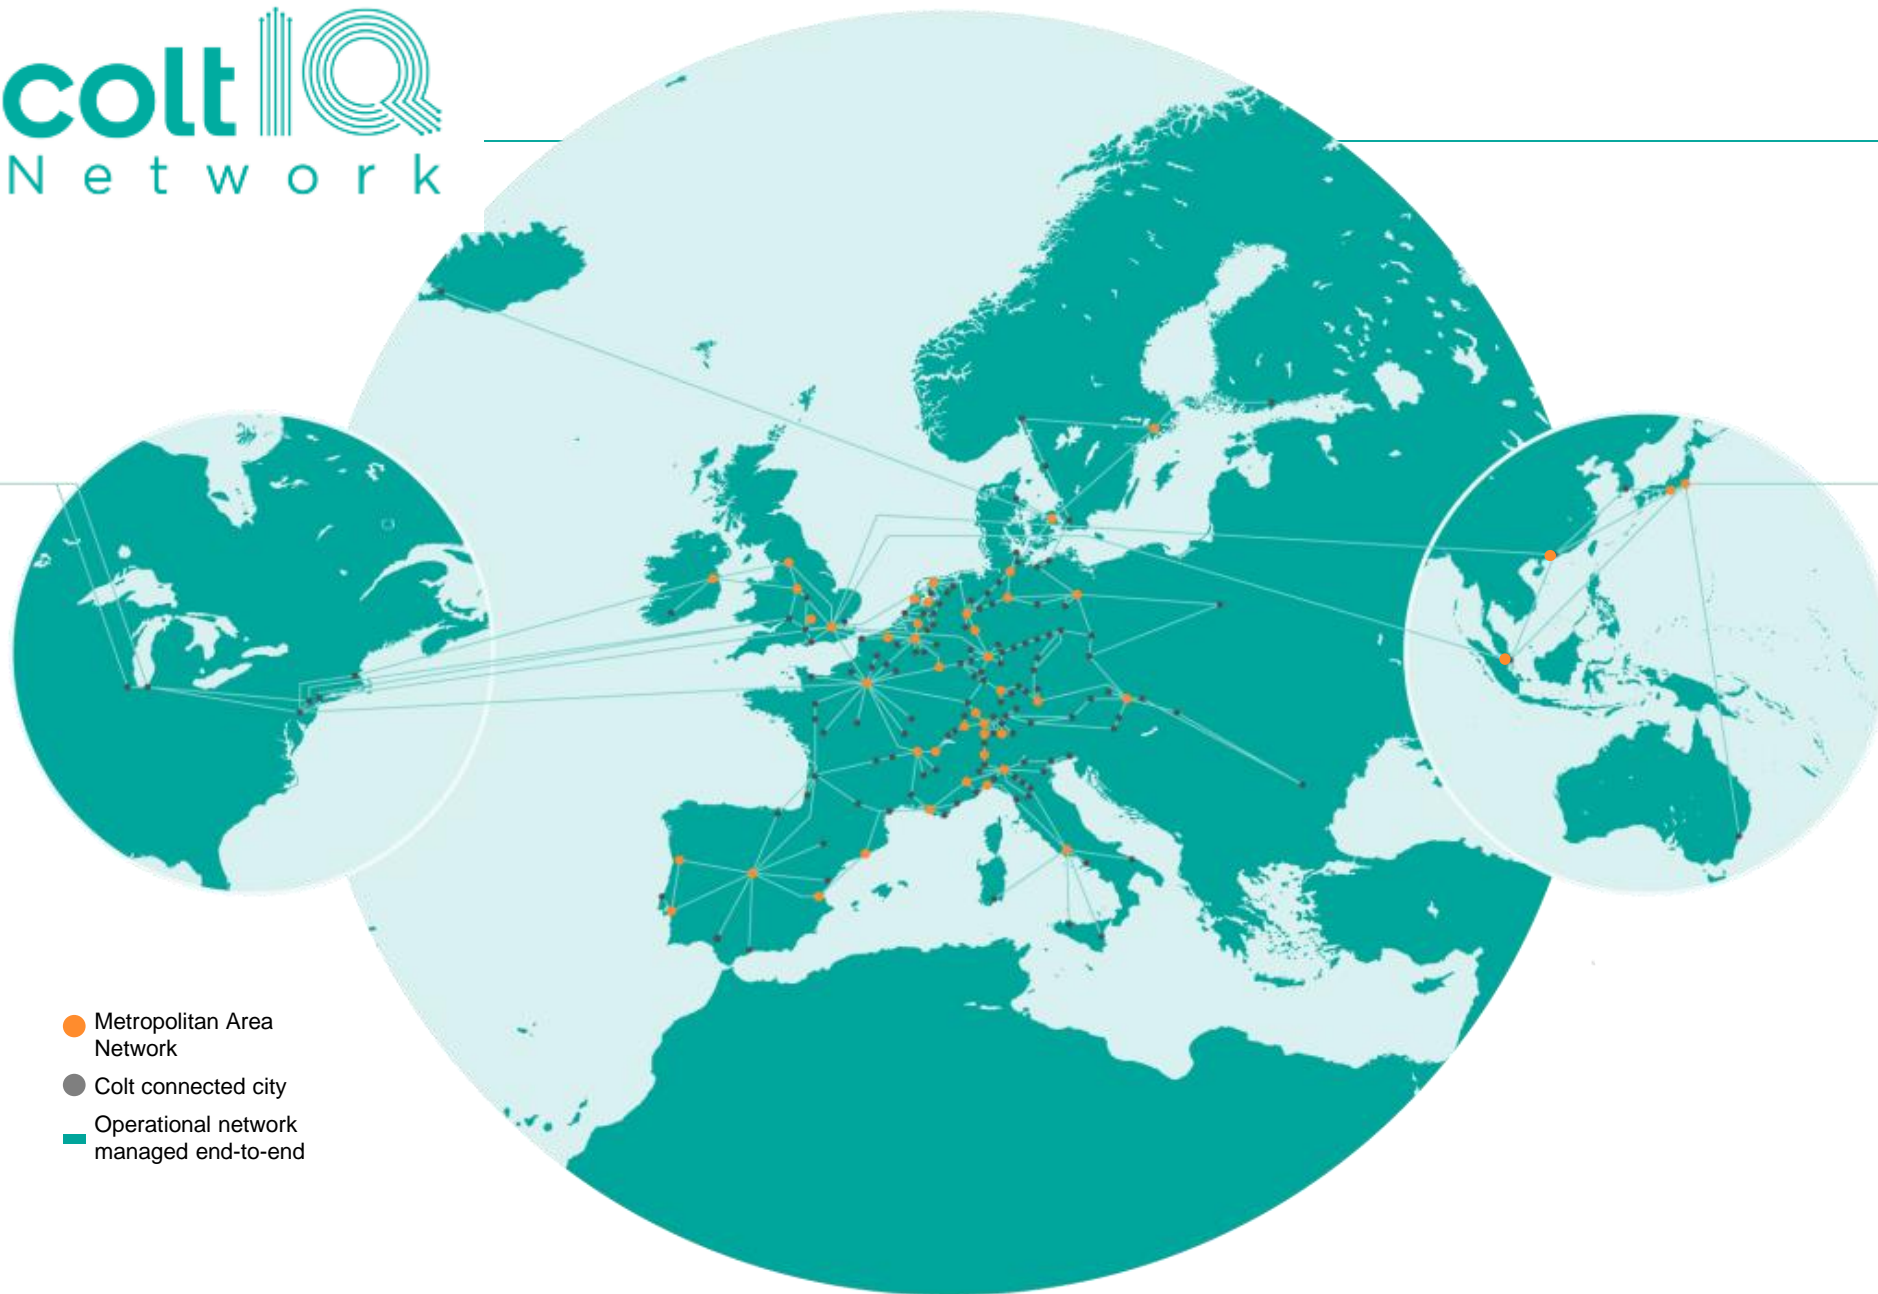 colt IQ
Network
Metropolitan Area
Network
Colt connected city
Operational network
managed end-to-end